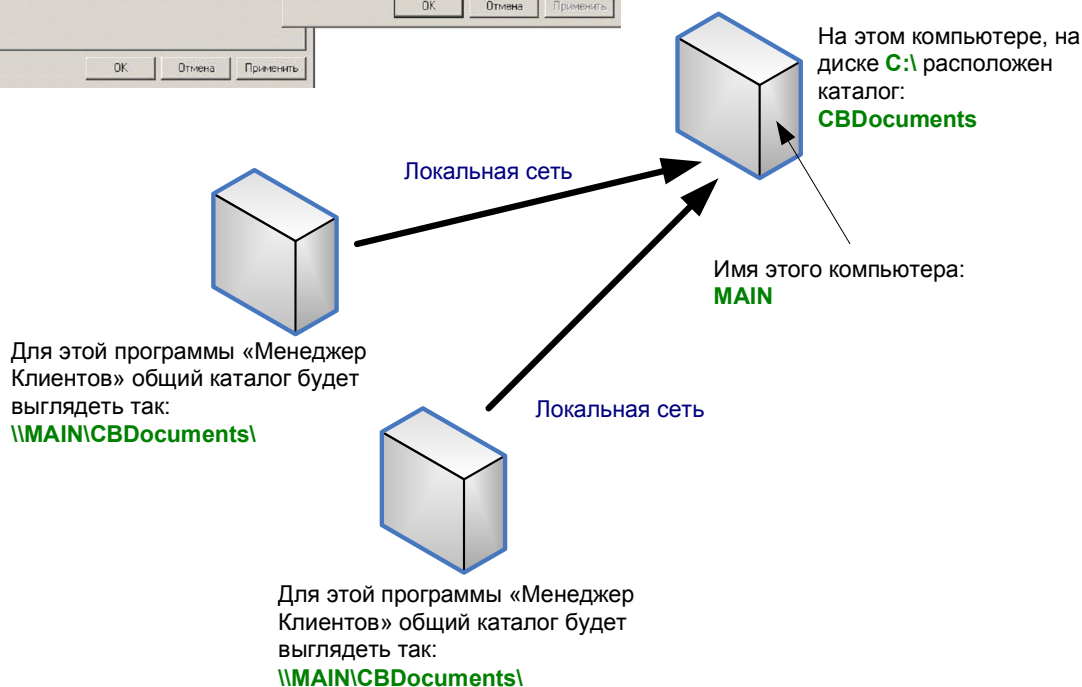 OK Отмена Применить
OK Отмена Применить
На этом компьютере, на
диске C:\ расположен
каталог:
CBDocuments
Локальная сеть
Имя этого компьютера:
MAIN
Для этой программы «Менеджер
Клиентов» общий каталог будет
выглядеть так:
\\MAIN\CBDocuments\
Локальная сеть
Для этой программы «Менеджер
Клиентов» общий каталог будет
выглядеть так:
\\MAIN\CBDocuments\